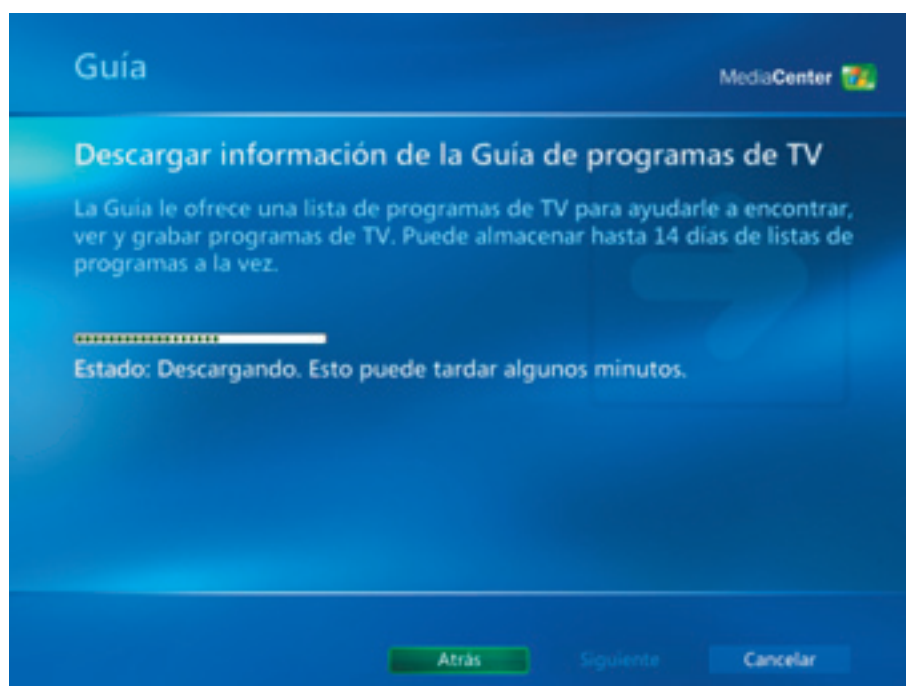 Guía
MediaCenter
Descargar información de la Guía de programas de TV
La Guía le ofrece una lista de programas de TV para ayudarle a encontrar,
ver y grabar programas de TV. Puede almacenar hasta 14 días de listas de
programas a la vez.
Estado: Descargando. Esto puede tardar algunos minutos.
Atrás Siguiente Cancelar